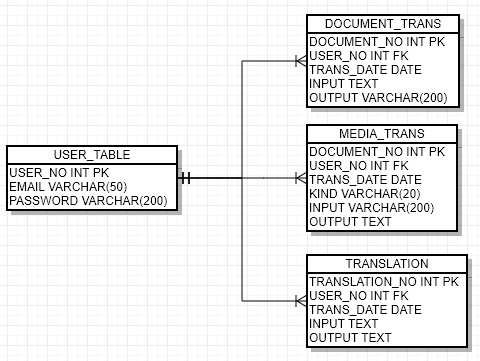 DOCUMENT_TRANS
DOCUMENT_NO INT PK
USER_NO INT FK
TRANS_DATE DATE
INPUT TEXT
OUTPUT VARCHAR(200)
USER_TABLE
USER_NO INT PK
EMAIL VARCHAR(50)
PASSWORD VARCHAR(200)
MEDIA_TRANS
DOCUMENT_NO INT PK
USER_NO INT FK
TRANS_DATE DATE
KIND VARCHAR(20)
INPUT VARCHAR(200)
OUTPUT TEXT
TRANSLATION
TRANSLATION_NO INT PK
USER_NO INT FK
TRANS_DATE DATE
INPUT TEXT
OUTPUT TEXT